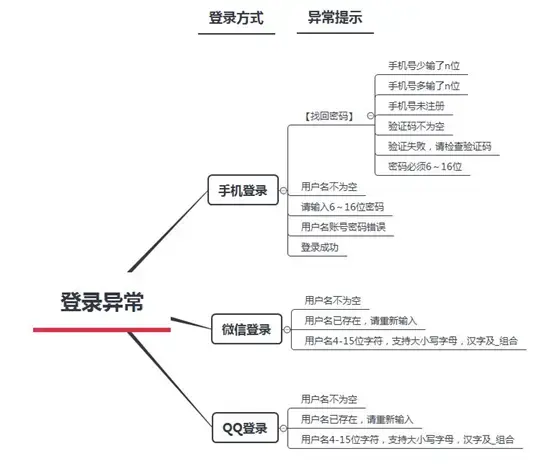 登录方式
异常提示
登录异常
手机登录
【找回密码】
手机号少输了n位
手机号多输了n位
手机号未注册
验证码不为空
验证失败，请检查验证码
密码必须6～16位
用户名不为空
请输入6～16位密码
用户名账号密码错误
登录成功
微信登录
用户名不为空
用户名已存在，请重新输入
用户名4-15位字符，支持大小写字母，汉字及_组合
QQ登录
用户名不为空
用户名已存在，请重新输入
用户名4-15位字符，支持大小写字母，汉字及_组合